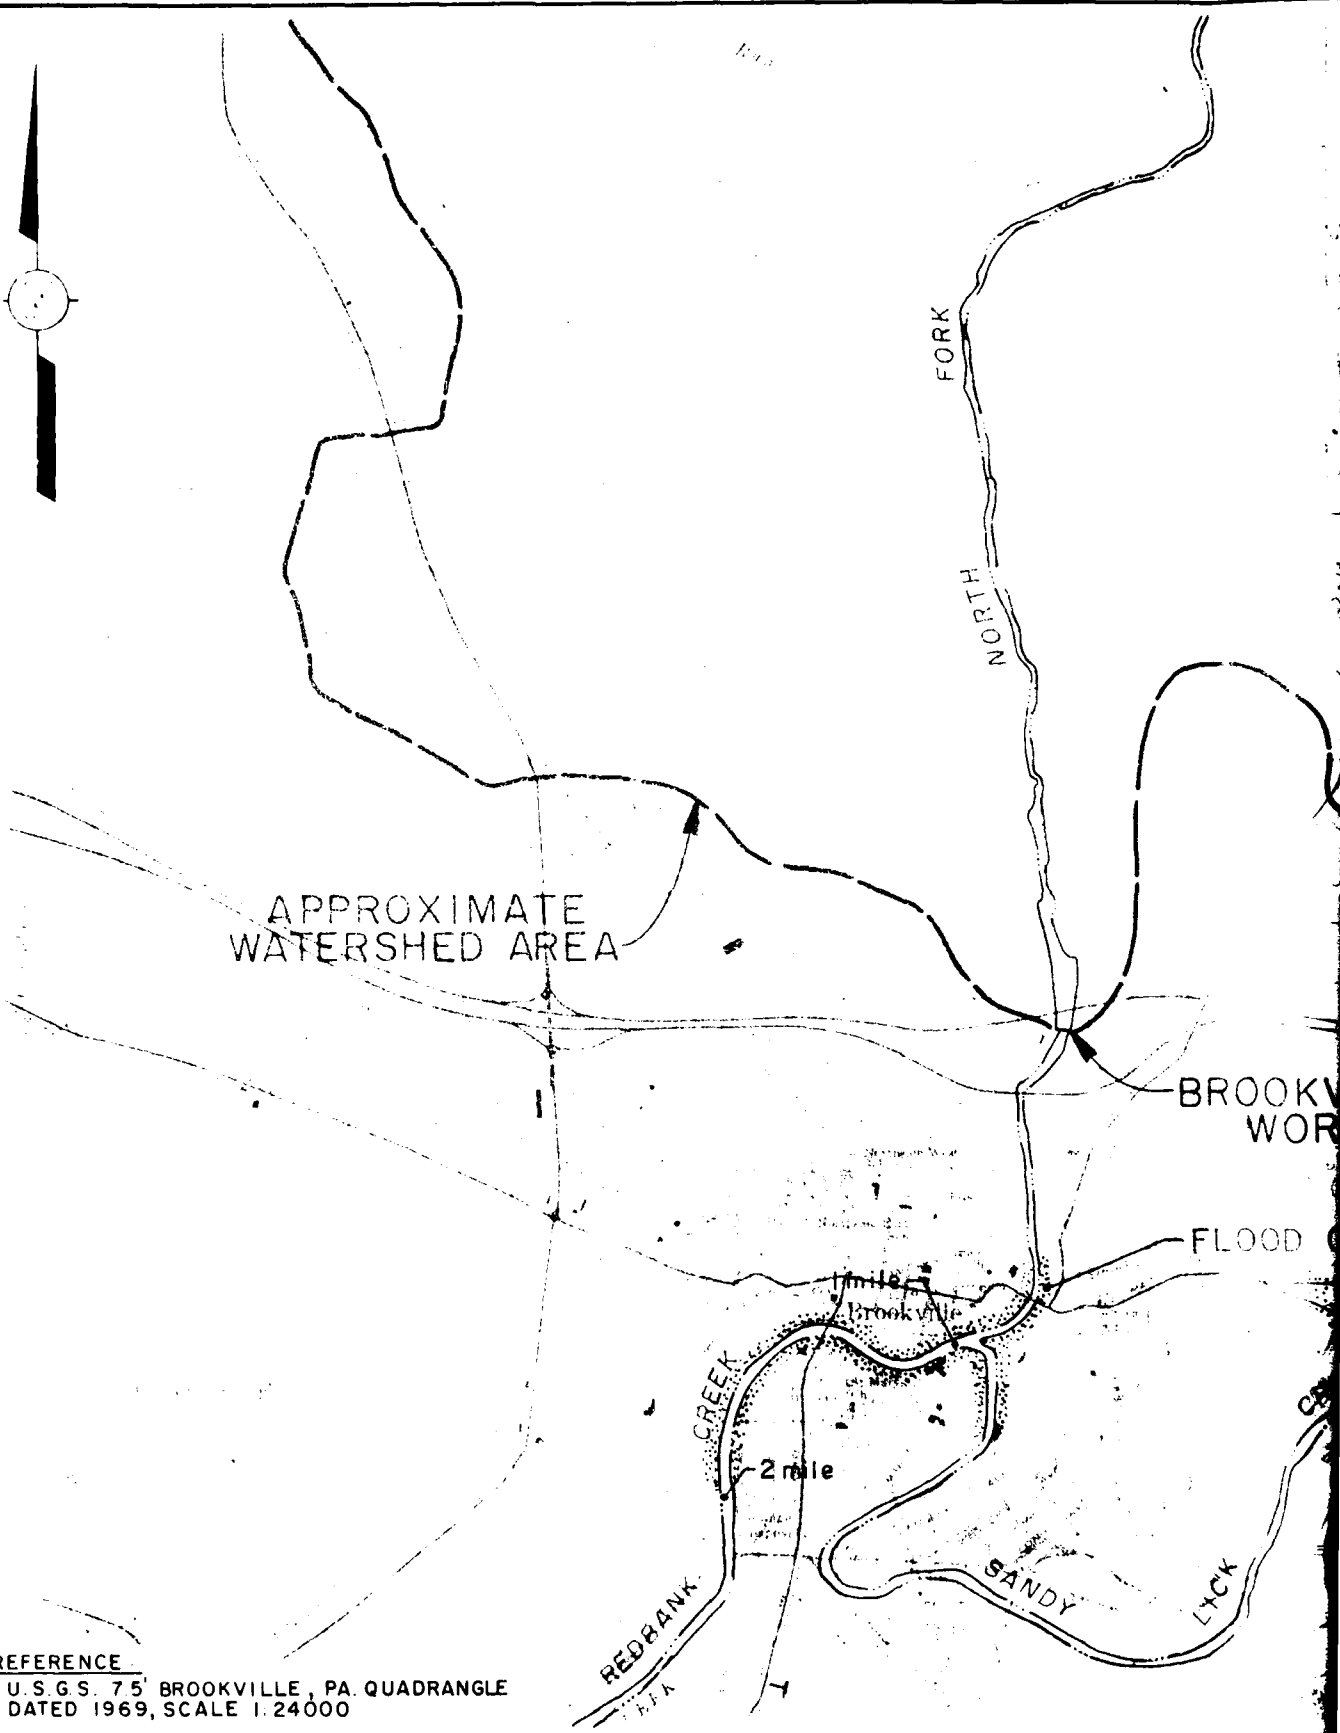 FORK
NORTH
APPROXIMATE
WATERSHED AREA
BROOKV
WOR
FLOOD
1 mile
Brookville
CREEK
2 mile
SANDY
LICK
REDBANK
REFERENCE
U.S.G.S. 7.5' BROOKVILLE, PA. QUADRANGLE
DATED 1969, SCALE 1:24000